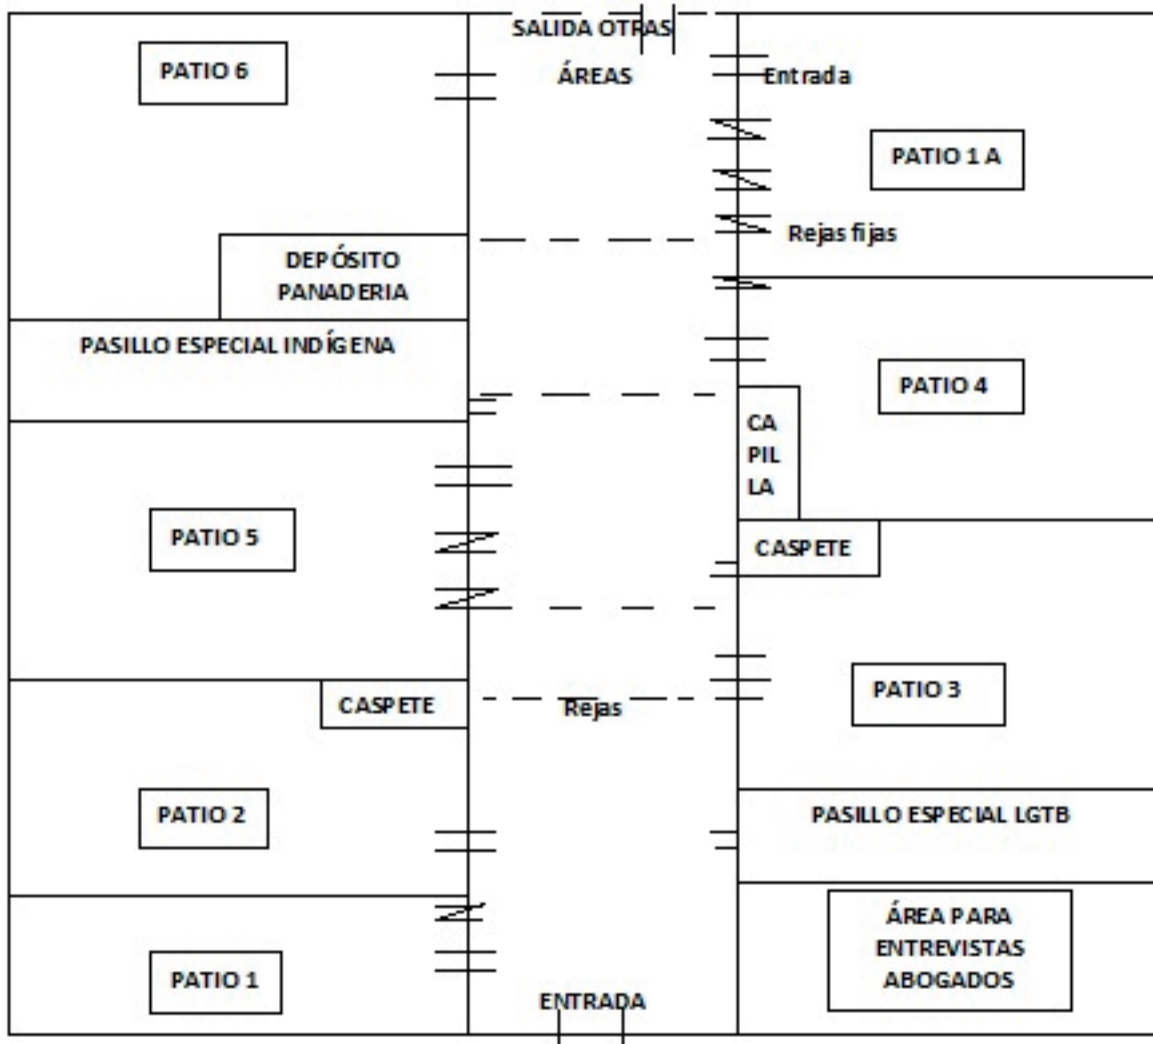 SALIDA OTRAS
ÁREAS
PATIO 6
Entrada
PATIO 1 A
Rejas fijas
DEPÓSITO
PANADERIA
PASILLO ESPECIAL INDÍGENA
PATIO 4
CA
PIL
LA
PATIO 5
CASPETE
CASPETE
Rejas
PATIO 3
PATIO 2
PASILLO ESPECIAL LGTB
ÁREA PARA
ENTREVISTAS
ABOGADOS
PATIO 1
ENTRADA